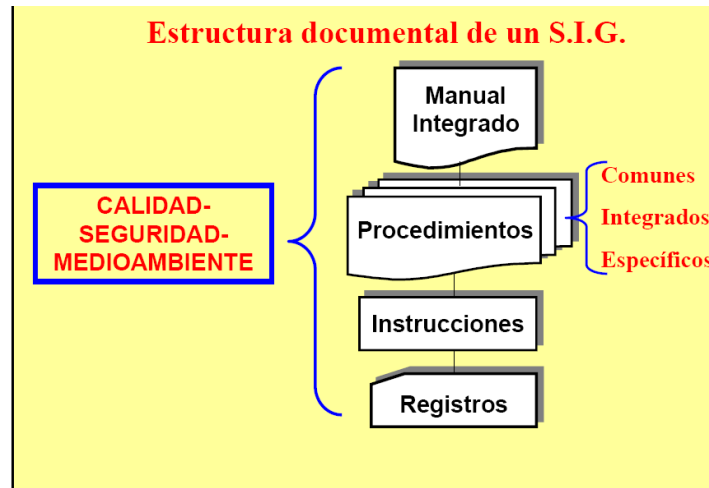 Estructura documental de un S.I.G.
Manual
Integrado
CALIDAD-
SEGURIDAD-
MEDIOAMBIENTE
Procedimientos
Comunes
Integrados
Específicos
Instrucciones
Registros